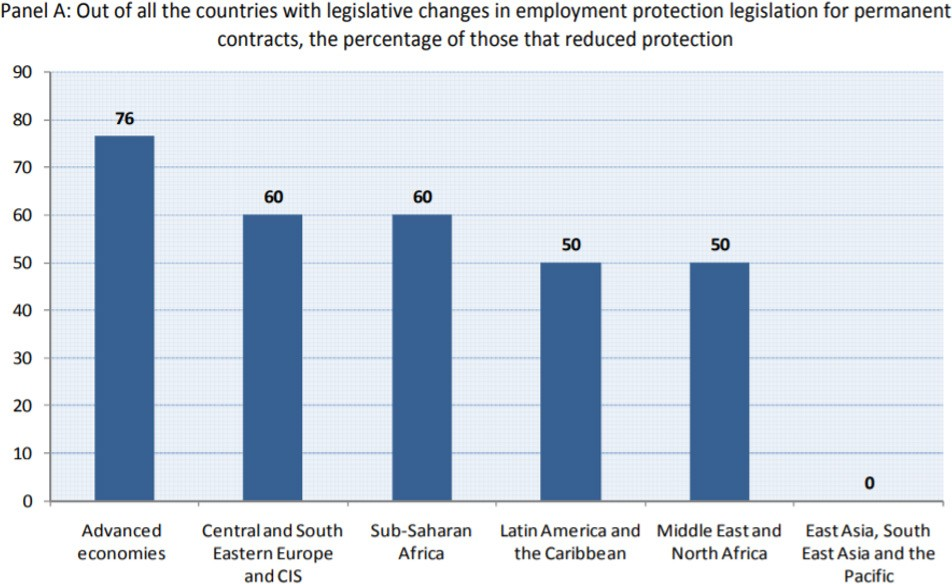 Panel A: Out of all the countries with legislative changes in employment protection legislation for permanent
contracts, the percentage of those that reduced protection
90
80
70
60
50
40
30
20
10
0
76
60
60
50
50
0
Advanced
economies
Central and South
Eastern Europe
and CIS
Sub-Saharan
Africa
Latin America and
the Caribbean
Middle East and
North Africa
East Asia, South
East Asia and the
Pacific